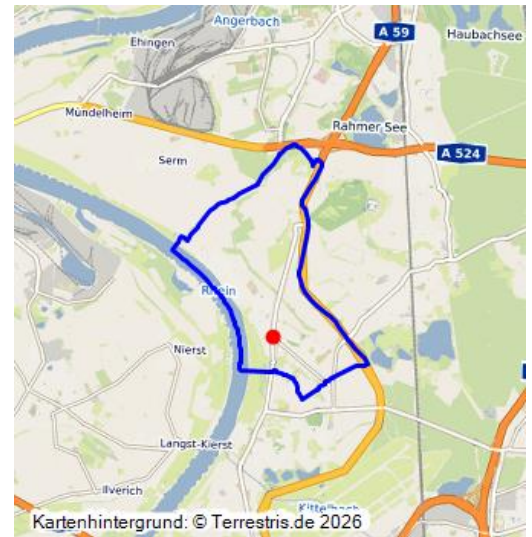 Angerbach
Ehingen
A 59
Haubachsee
Mündelheim
Rahmer See
Serm
A 524
Rhein
Nierst
Langst-Kierst
Ilverich
Kittelbach
Kartenhintergrund: © Terrestris.de 2026